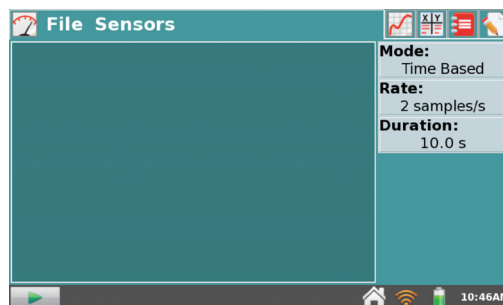 File Sensors
X Y
Mode:
Time Based
Rate:
2 samples/s
Duration:
10.0 s
10:46A